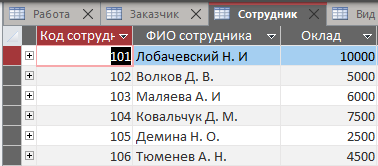 Работа Заказчик Сотрудник Вид
Код сотрудн ФИО сотрудника Оклад
101 Лобачевский Н. И 10000
102 Волков Д. В. 5000
103 Маляева А. И 6000
104 Ковальчук Д. М. 7500
105 Демина Н. О. 2500
106 Тюменев А. Н. 4500